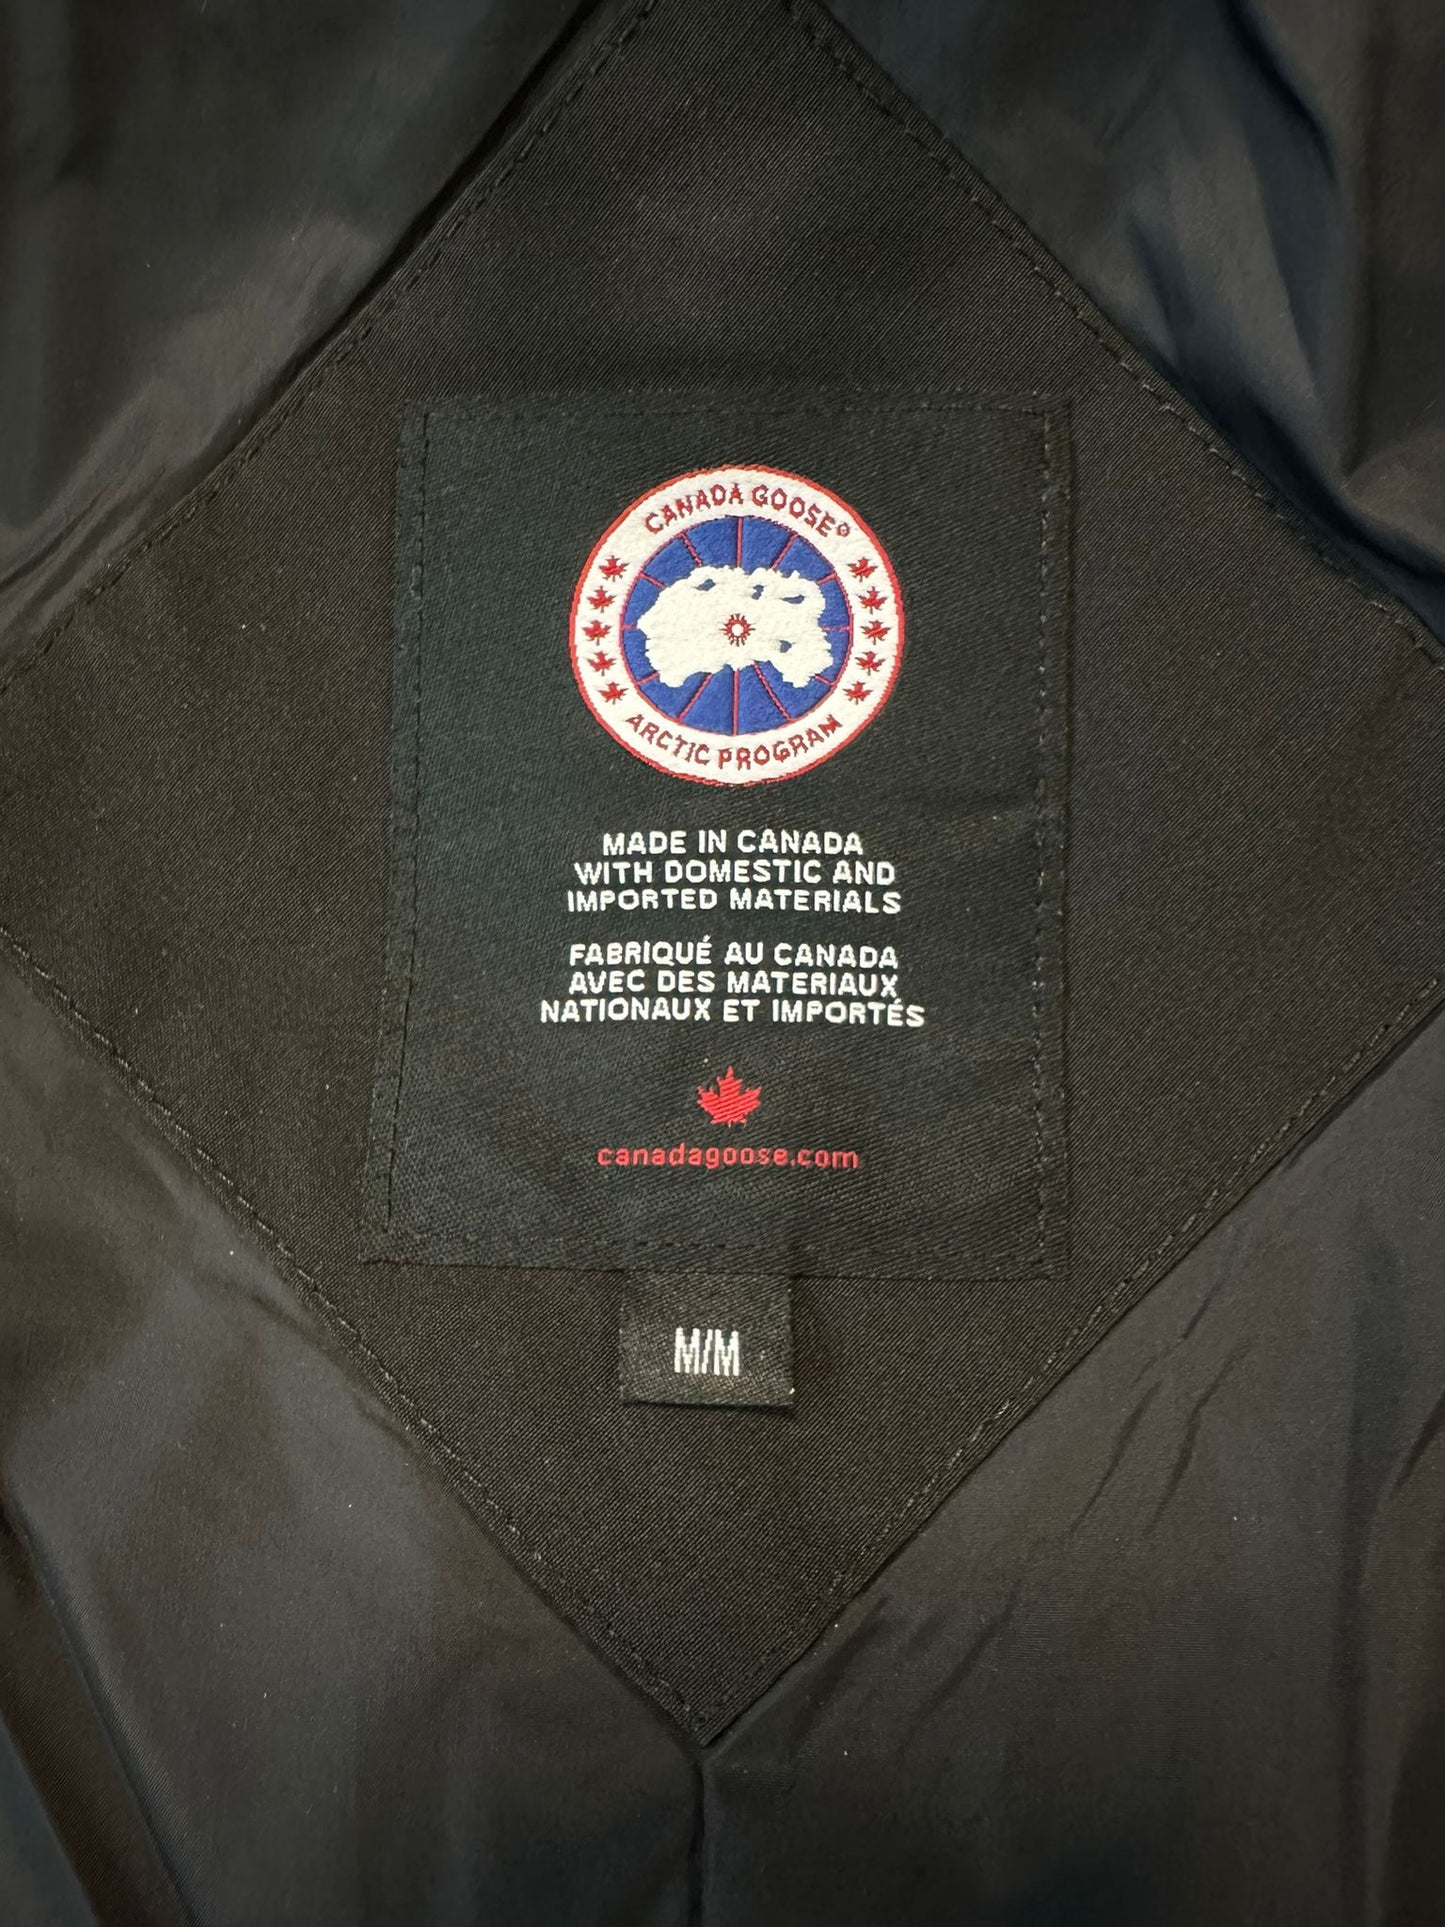 CANADA GOOSE®
ARCTIC PROGRAM
MADE IN CANADA
WITH DOMESTIC AND
IMPORTED MATERIALS
FABRIQUÉ AU CANADA
AVEC DES MATERIAUX
NATIONAUX ET IMPORTÉS
canadagoose.com
M/M